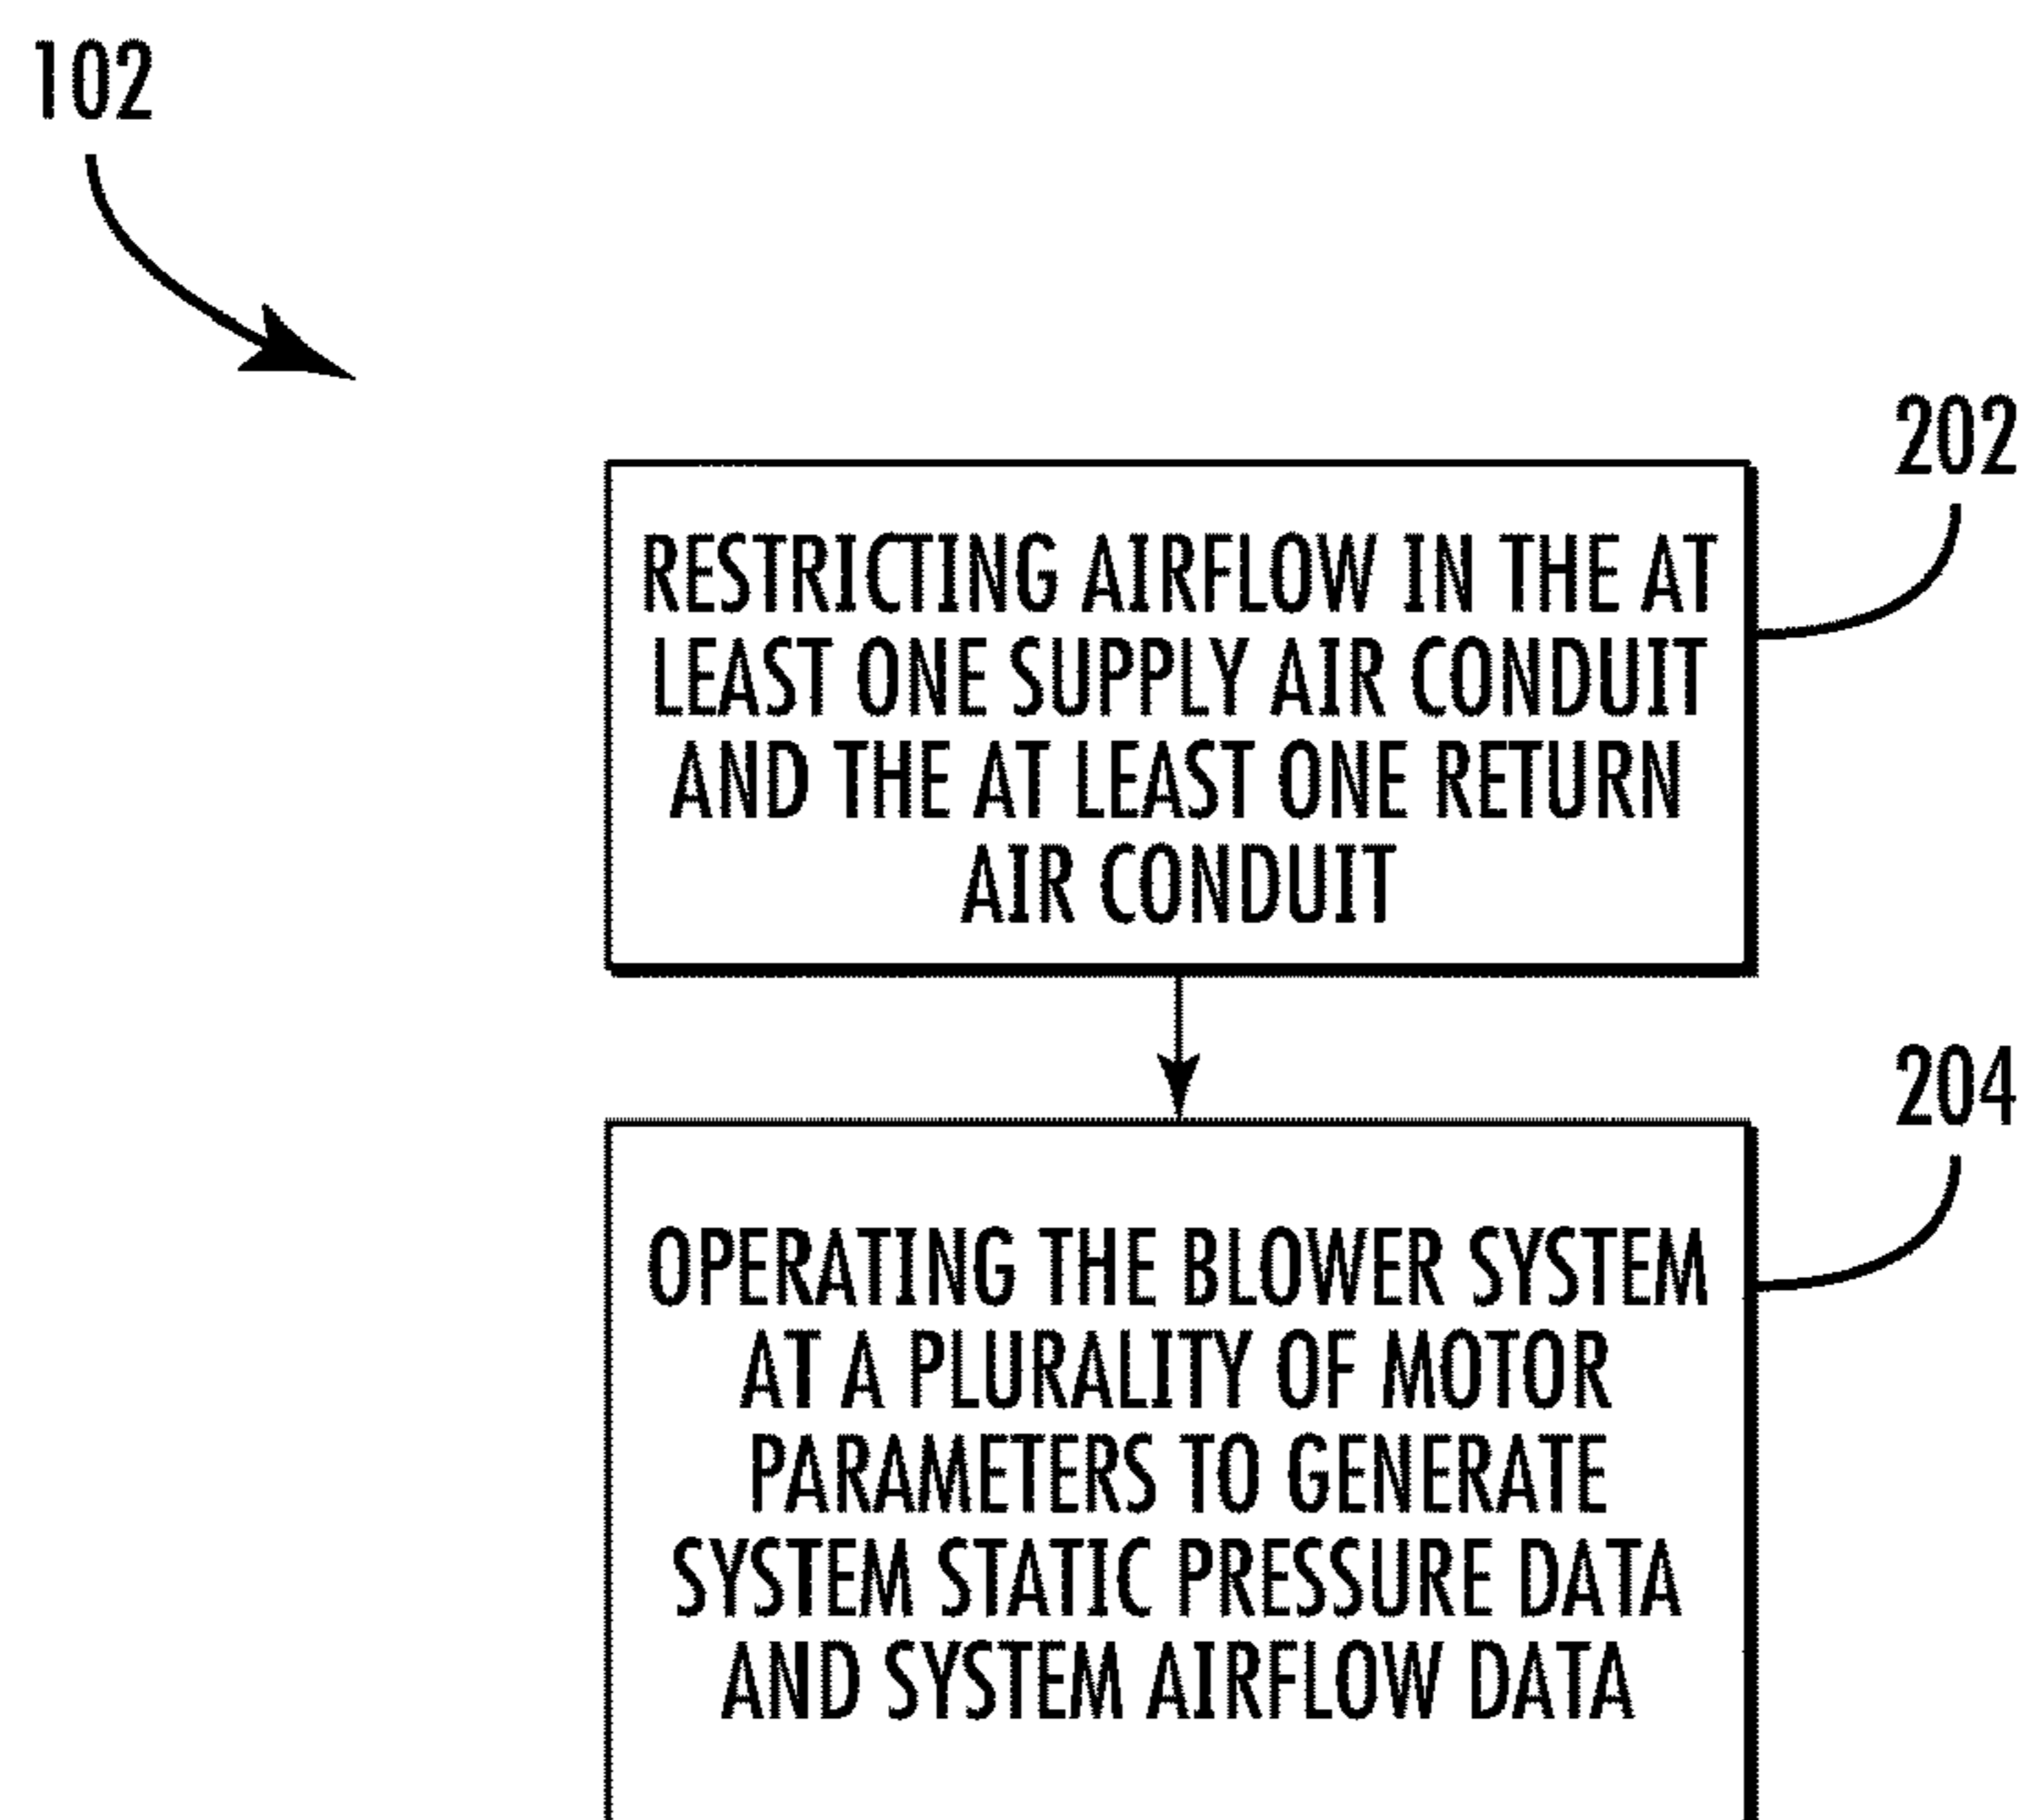 102
202
RESTRICTING AIRFLOW IN THE AT
LEAST ONE SUPPLY AIR CONDUIT
AND THE AT LEAST ONE RETURN
AIR CONDUIT
204
OPERATING THE BLOWER SYSTEM
AT A PLURALITY OF MOTOR
PARAMETERS TO GENERATE
SYSTEM STATIC PRESSURE DATA
AND SYSTEM AIRFLOW DATA